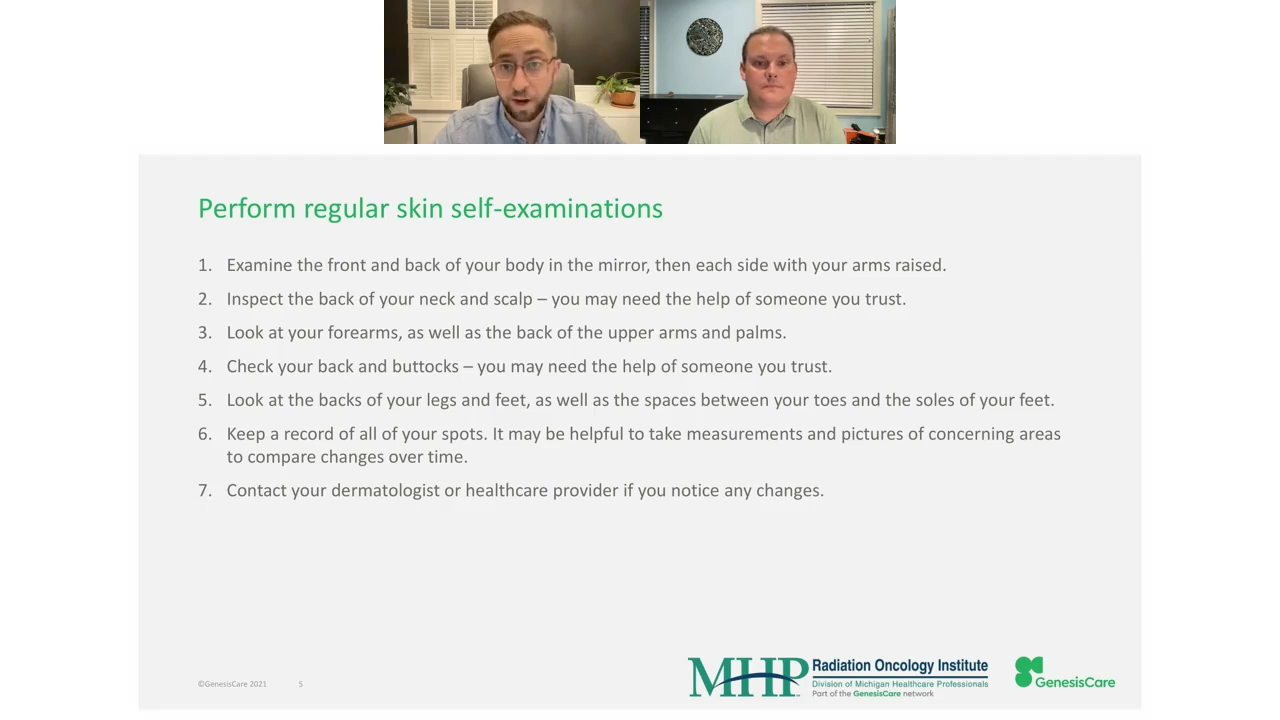 Perform regular skin self-examinations
1. Examine the front and back of your body in the mirror, then each side with your arms raised.
2. Inspect the back of your neck and scalp – you may need the help of someone you trust.
3. Look at your forearms, as well as the back of the upper arms and palms.
4. Check your back and buttocks – you may need the help of someone you trust.
5. Look at the backs of your legs and feet, as well as the spaces between your toes and the soles of your feet.
6. Keep a record of all of your spots. It may be helpful to take measurements and pictures of concerning areas
to compare changes over time.
7. Contact your dermatologist or healthcare provider if you notice any changes.
©GenesisCare 2021 5
MHP
Radiation Oncology Institute
Division of Michigan Healthcare Professionals
Part of the GenesisCare network
GenesisCare